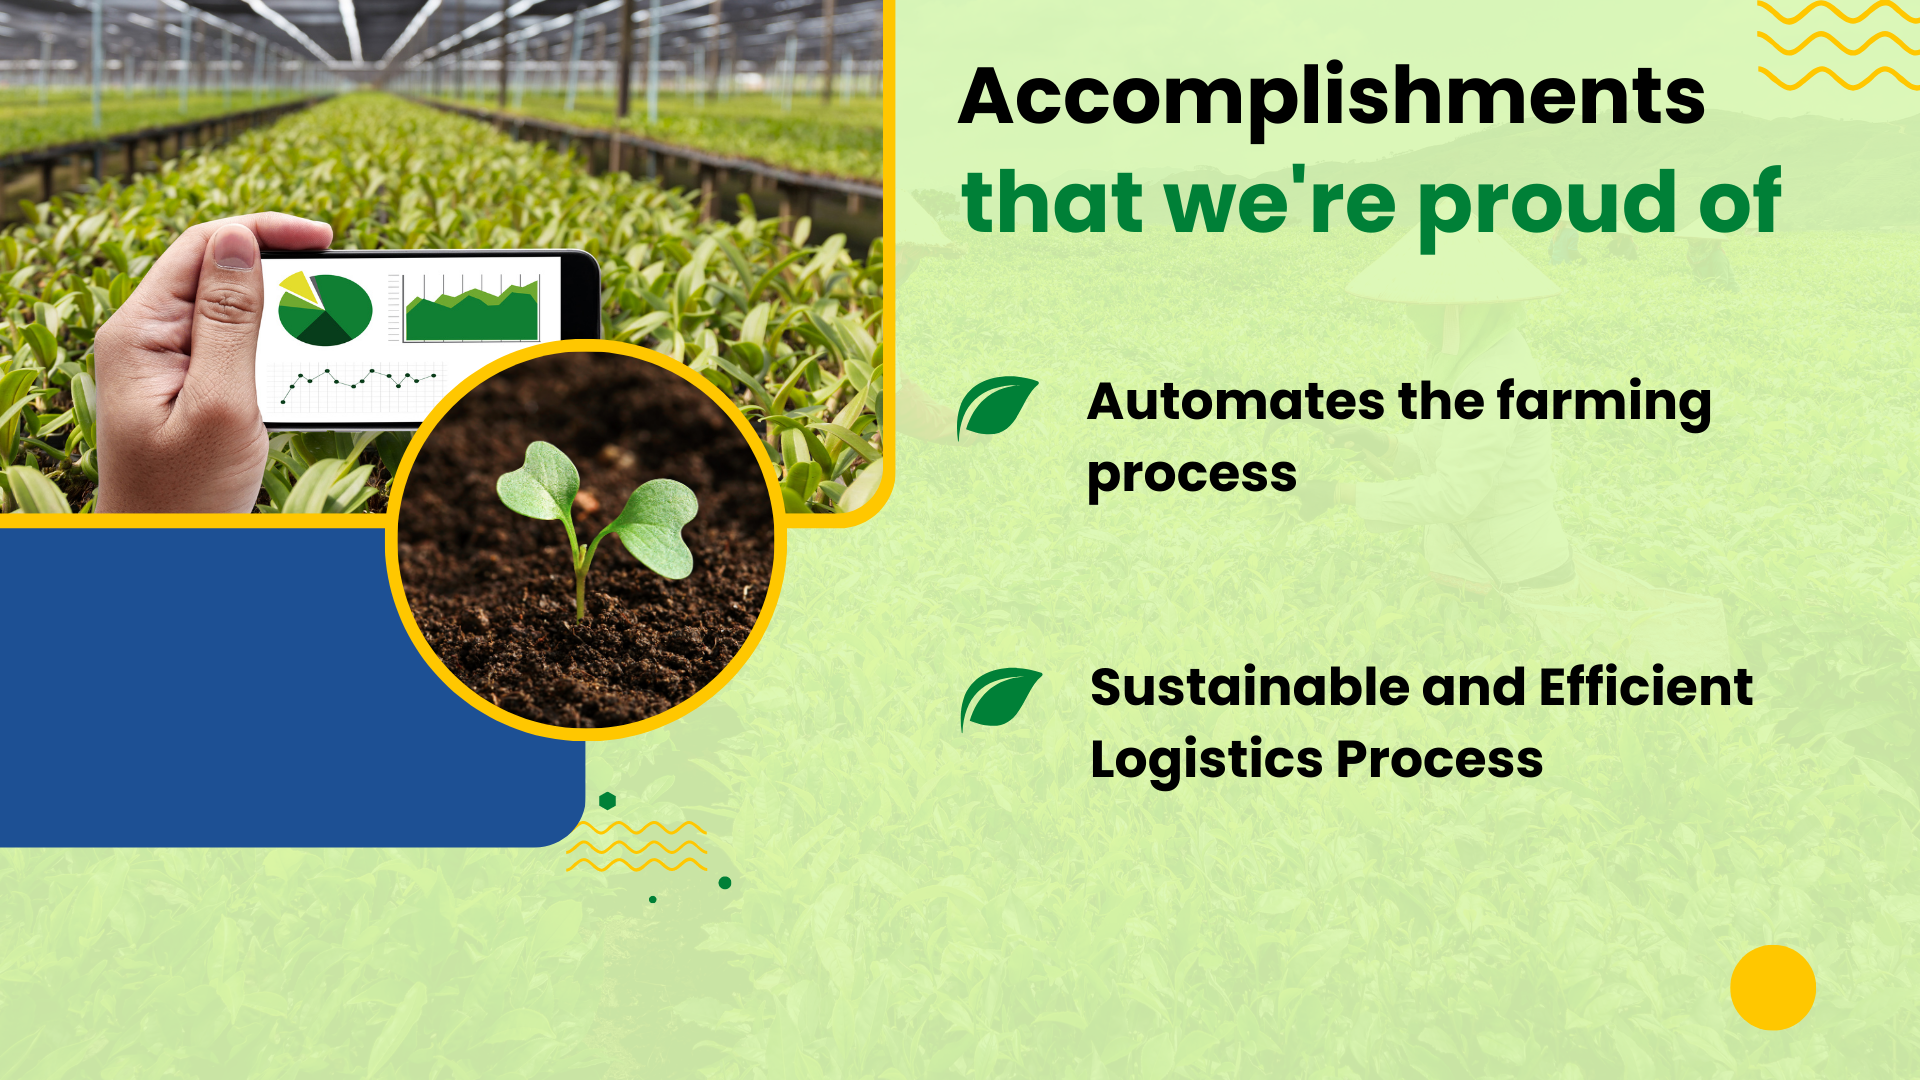 Accomplishments
that we're proud of
Automates the farming
process
Sustainable and Efficient
Logistics Process